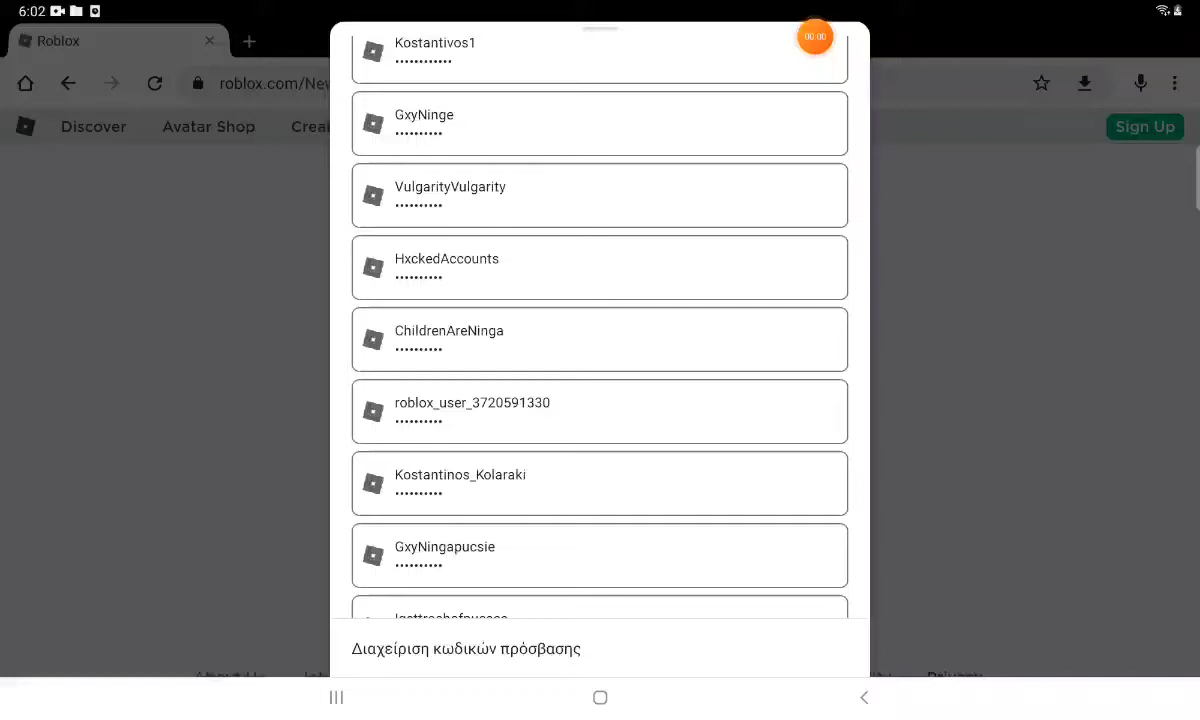 6:02
Roblox
roblox.com/Nev
Discover
Avatar Shop
Crea
Sign Up
00:00
Kostantivos1
••••••••••••
GxyNinge
••••••••••
VulgarityVulgarity
••••••••••
HxckedAccounts
••••••••••
ChildrenAreNinga
••••••••••
roblox_user_3720591330
••••••••••
Kostantinos_Kolaraki
••••••••••
GxyNingapucsie
••••••••••
Διαχείριση κωδικών πρόσβασης